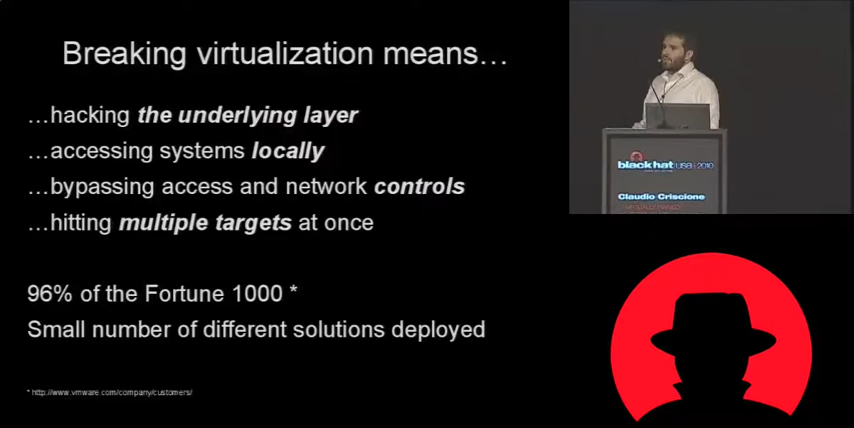 Breaking virtualization means…
…hacking the underlying layer
…accessing systems locally
…bypassing access and network controls
…hitting multiple targets at once
96% of the Fortune 1000 *
Small number of different solutions deployed
* http://www.vmware.com/company/customers/
black hat USA 2010
Claudio Criscione